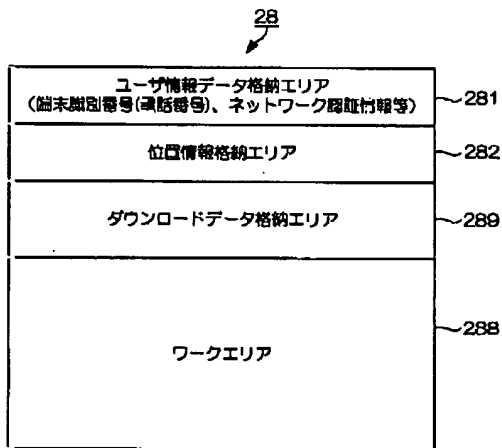 28
ユーザ情報データ格納エリア
(端末識別番号(電話番号)、ネットワーク認証情報等)
281
位置情報格納エリア
282
ダウンロードデータ格納エリア
289
ワークエリア
288